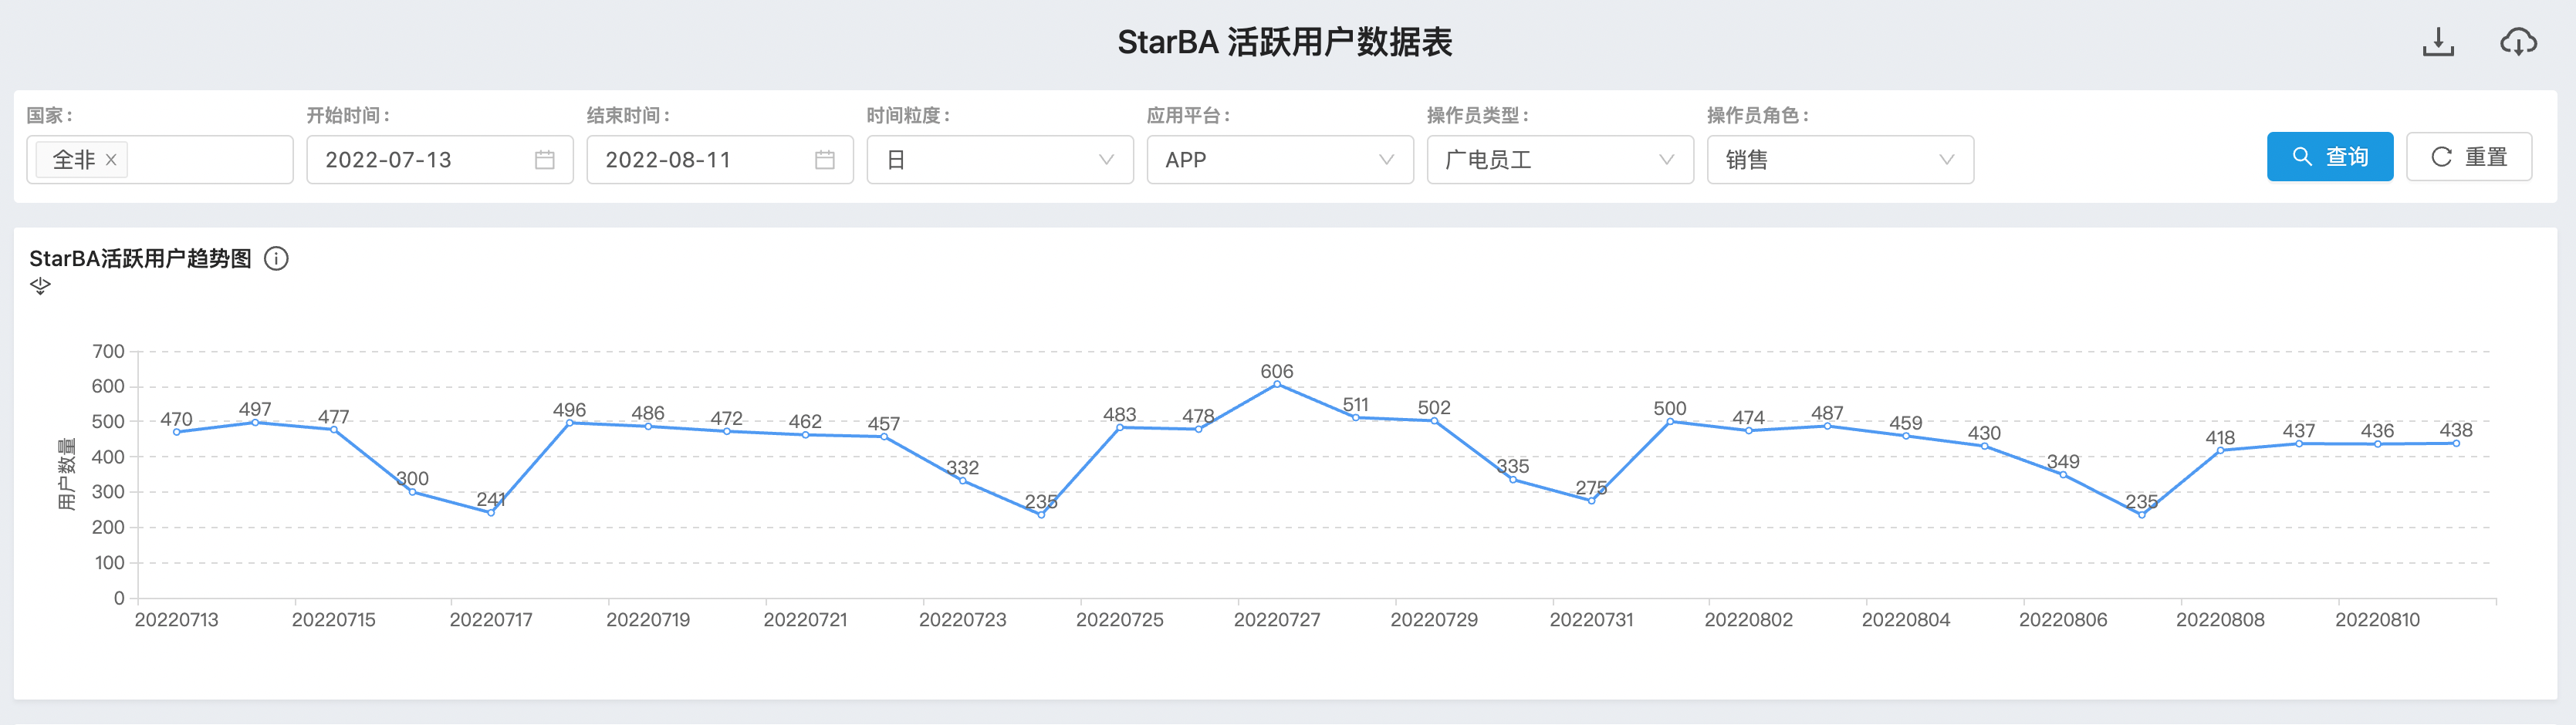 StarBA 活跃用户数据表
国家: 开始时间: 结束时间: 时间粒度: 应用平台: 操作员类型: 操作员角色:
全非 × 2022-07-13 2022-08-11 日 APP 广电员工 销售 查询 重置
StarBA活跃用户趋势图
用户数量
700
600
500
400
300
200
100
0
470 497 477 300 241 496 486 472 462 457 332 235 483 478 606 511 502 335 275 500 474 487 459 430 349 235 418 437 436 438
20220713 20220715 20220717 20220719 20220721 20220723 20220725 20220727 20220729 20220731 20220802 20220804 20220806 20220808 20220810